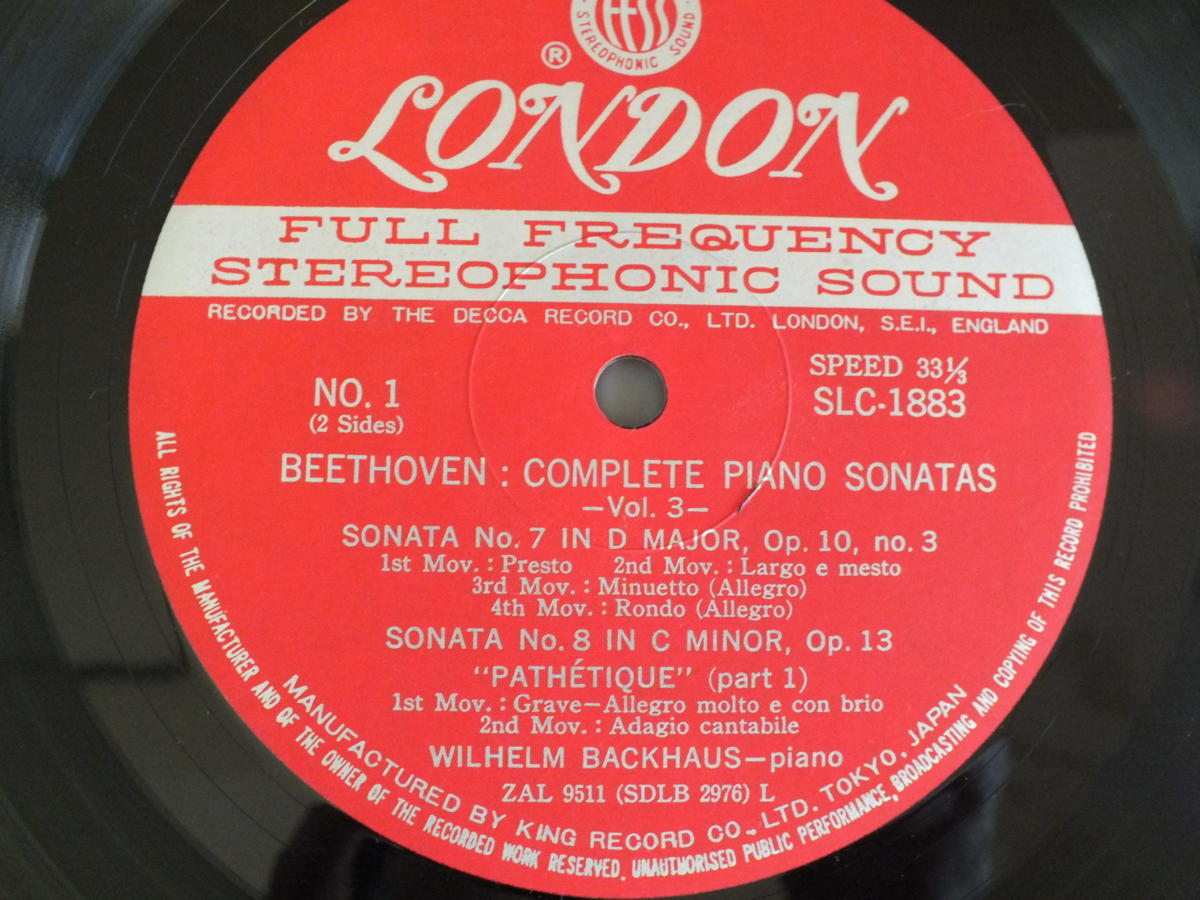 FFSS
STEREOPHONIC SOUND
®
LONDON
FULL FREQUENCY
STEREOPHONIC SOUND
RECORDED BY THE DECCA RECORD CO., LTD. LONDON, S.E.I., ENGLAND
NO. 1
(2 Sides)
SPEED 33⅓
SLC-1883
BEETHOVEN : COMPLETE PIANO SONATAS
—Vol. 3—
SONATA No. 7 IN D MAJOR, Op. 10, no. 3
1st Mov. : Presto 2nd Mov. : Largo e mesto
3rd Mov. : Minuetto (Allegro)
4th Mov. : Rondo (Allegro)
SONATA No. 8 IN C MINOR, Op. 13
"PATHÉTIQUE" (part 1)
1st Mov. : Grave—Allegro molto e con brio
2nd Mov. : Adagio cantabile
WILHELM BACKHAUS—piano
ZAL 9511 (SDLB 2976) L
MANUFACTURED BY KING RECORD CO., LTD. TOKYO, JAPAN
ALL RIGHTS OF THE MANUFACTURER AND OF THE OWNER OF THE RECORDED WORK RESERVED. UNAUTHORISED PUBLIC PERFORMANCE, BROADCASTING AND COPYING OF THIS RECORD PROHIBITED